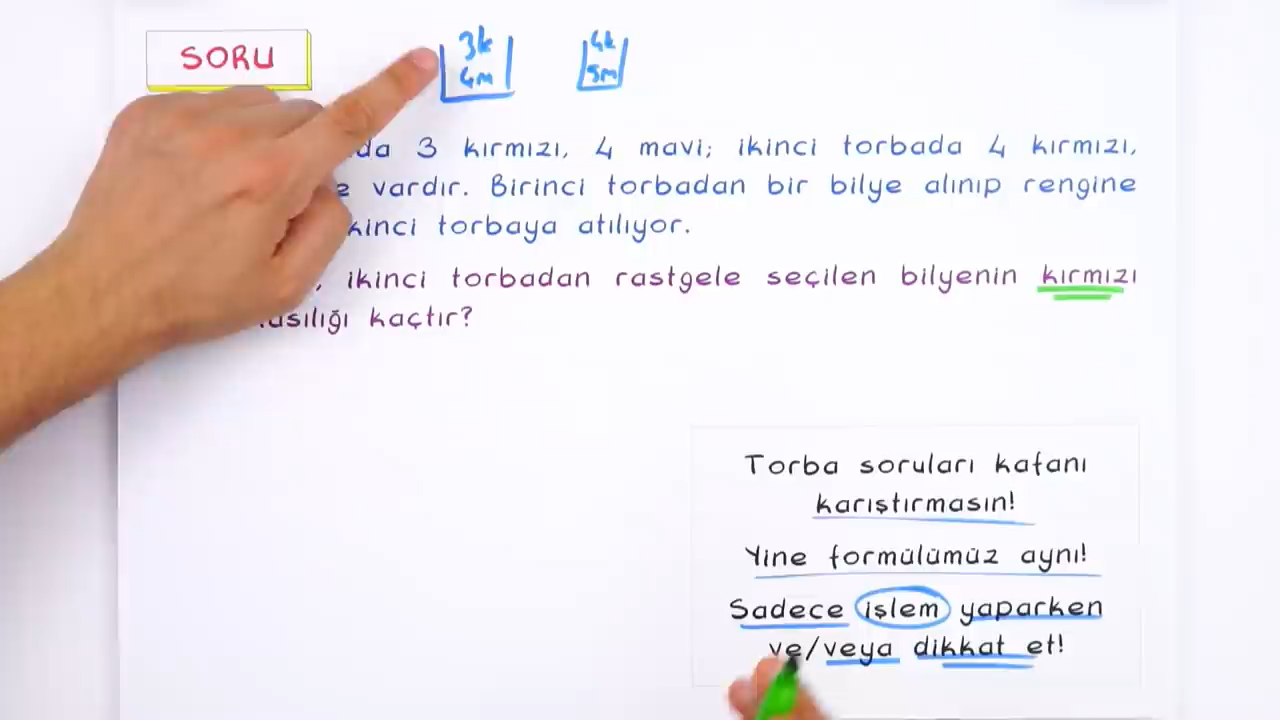 SORU
3k
4m
4k
5m
da 3 kırmızı, 4 mavi; ikinci torbada 4 kırmızı,
vardır. Birinci torbadan bir bilye alınıp rengine
torbaya atılıyor.
ikinci torbadan rastgele seçilen bilyenin kırmızı
kaçtır?
Torba soruları kafanı
karıştırmasın!
Yine formülümüz aynı!
Sadece işlem yaparken
ve/veya dikkat et!